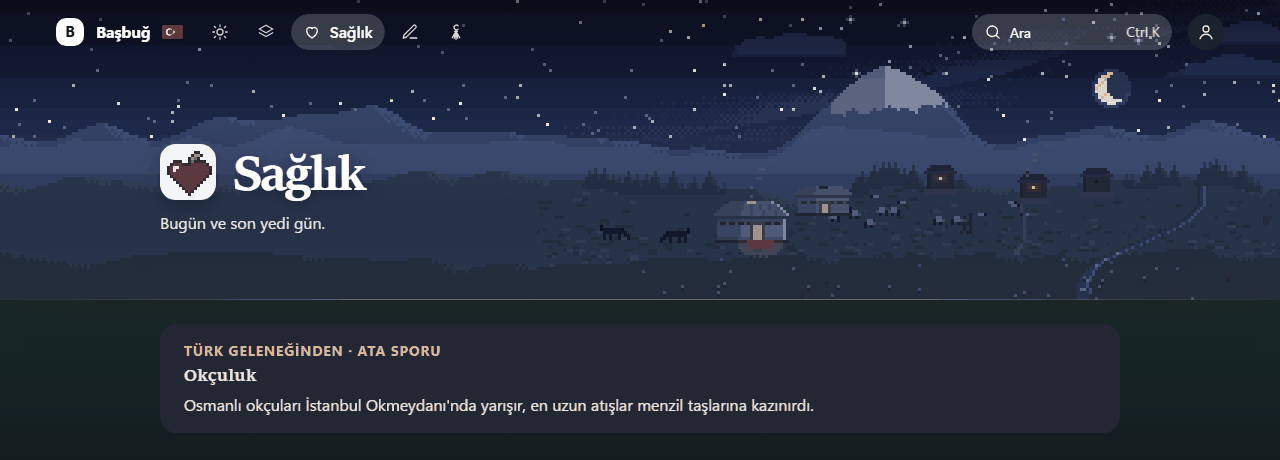 B Başbuğ Sağlık Ara Ctrl K
Sağlık
Bugün ve son yedi gün.
TÜRK GELENEĞİNDEN · ATA SPORU
Okçuluk
Osmanlı okçuları İstanbul Okmeydanı'nda yarışır, en uzun atışlar menzil taşlarına kazınırdı.